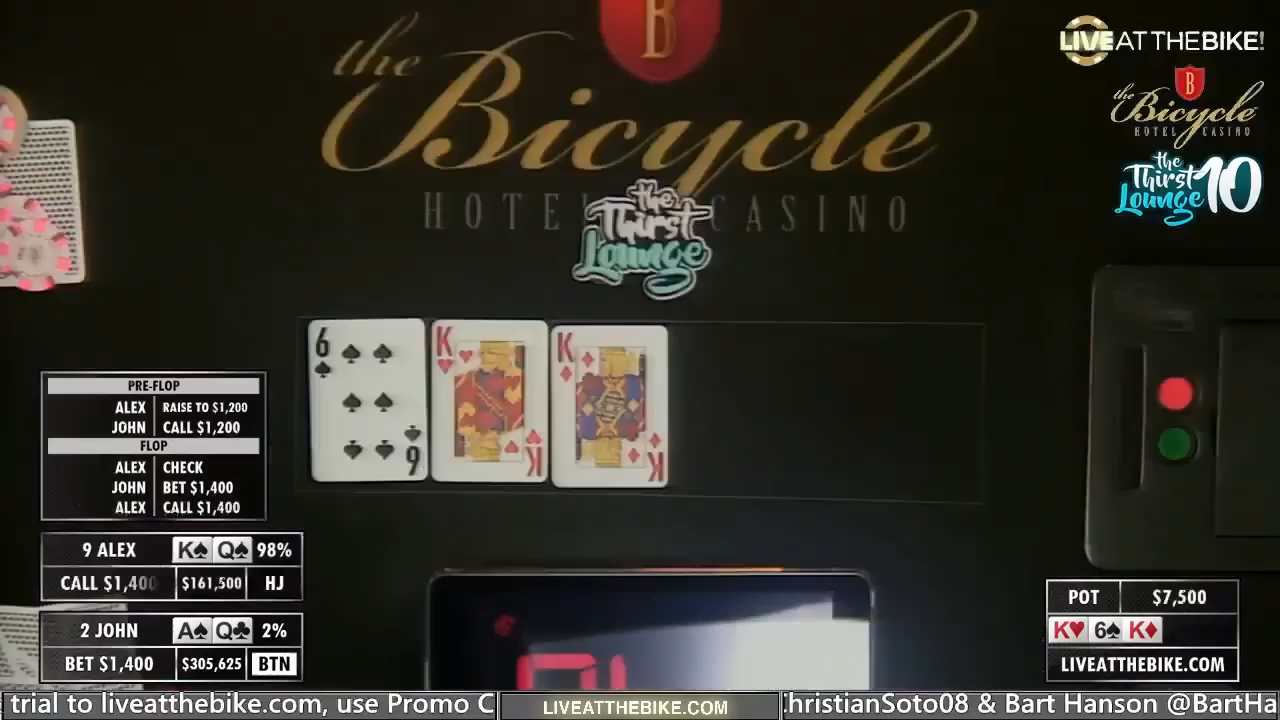 the Bicycle
B
HOTEL CASINO
the
Thirst
Lounge
LIVE AT THE BIKE!
B
the Bicycle
HOTEL CASINO
the
Thirst
Lounge 10
6
K
K
9
K
K
PRE-FLOP
ALEX RAISE TO $1,200
JOHN CALL $1,200
FLOP
ALEX CHECK
JOHN BET $1,400
ALEX CALL $1,400
9 ALEX K♠ Q♠ 98%
CALL $1,400 $161,500 HJ
2 JOHN A♠ Q♣ 2%
BET $1,400 $305,625 BTN
POT $7,500
K♥ 6♠ K♦
LIVEATTHEBIKE.COM
trial to liveatthebike.com, use Promo C
LIVEATTHEBIKE.COM
ChristianSoto08 & Bart Hanson @BartHa